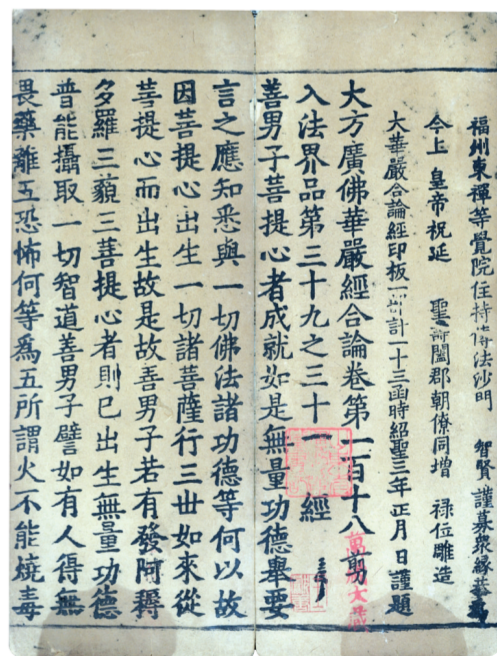 福州東禪等覺院住持傳法沙門 智賢謹募眾緣恭為
今上 皇帝祝延 聖壽闔郡朝僚同增 祿位雕造
大華嚴合論經印板一副計一十三函時紹聖三年正月 日謹題
大方廣佛華嚴經合論卷第一百十八 剪
入法界品第三十九之三十一 經
善男子菩提心者成就如是無量功德舉要
言之應知悉與一切佛法諸功德等何以故
因菩提心出生一切諸菩薩行三世如來從
菩提心而出生故是故善男子若有發阿耨
多羅三藐三菩提心者則已出生無量功德
普能攝取一切智道善男子譬如有人得無
畏藥離五恐怖何等為五所謂火不能燒毒